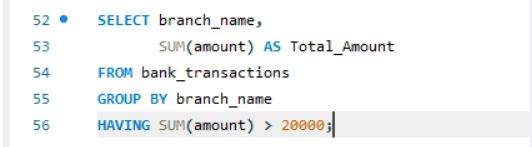 52 SELECT branch_name,
53 SUM(amount) AS Total_Amount
54 FROM bank_transactions
55 GROUP BY branch_name
56 HAVING SUM(amount) > 20000;